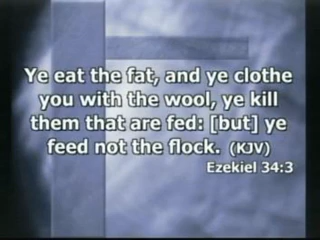 Ye eat the fat, and ye clothe
you with the wool, ye kill
them that are fed: [but] ye
feed not the flock. (KJV)
Ezekiel 34:3